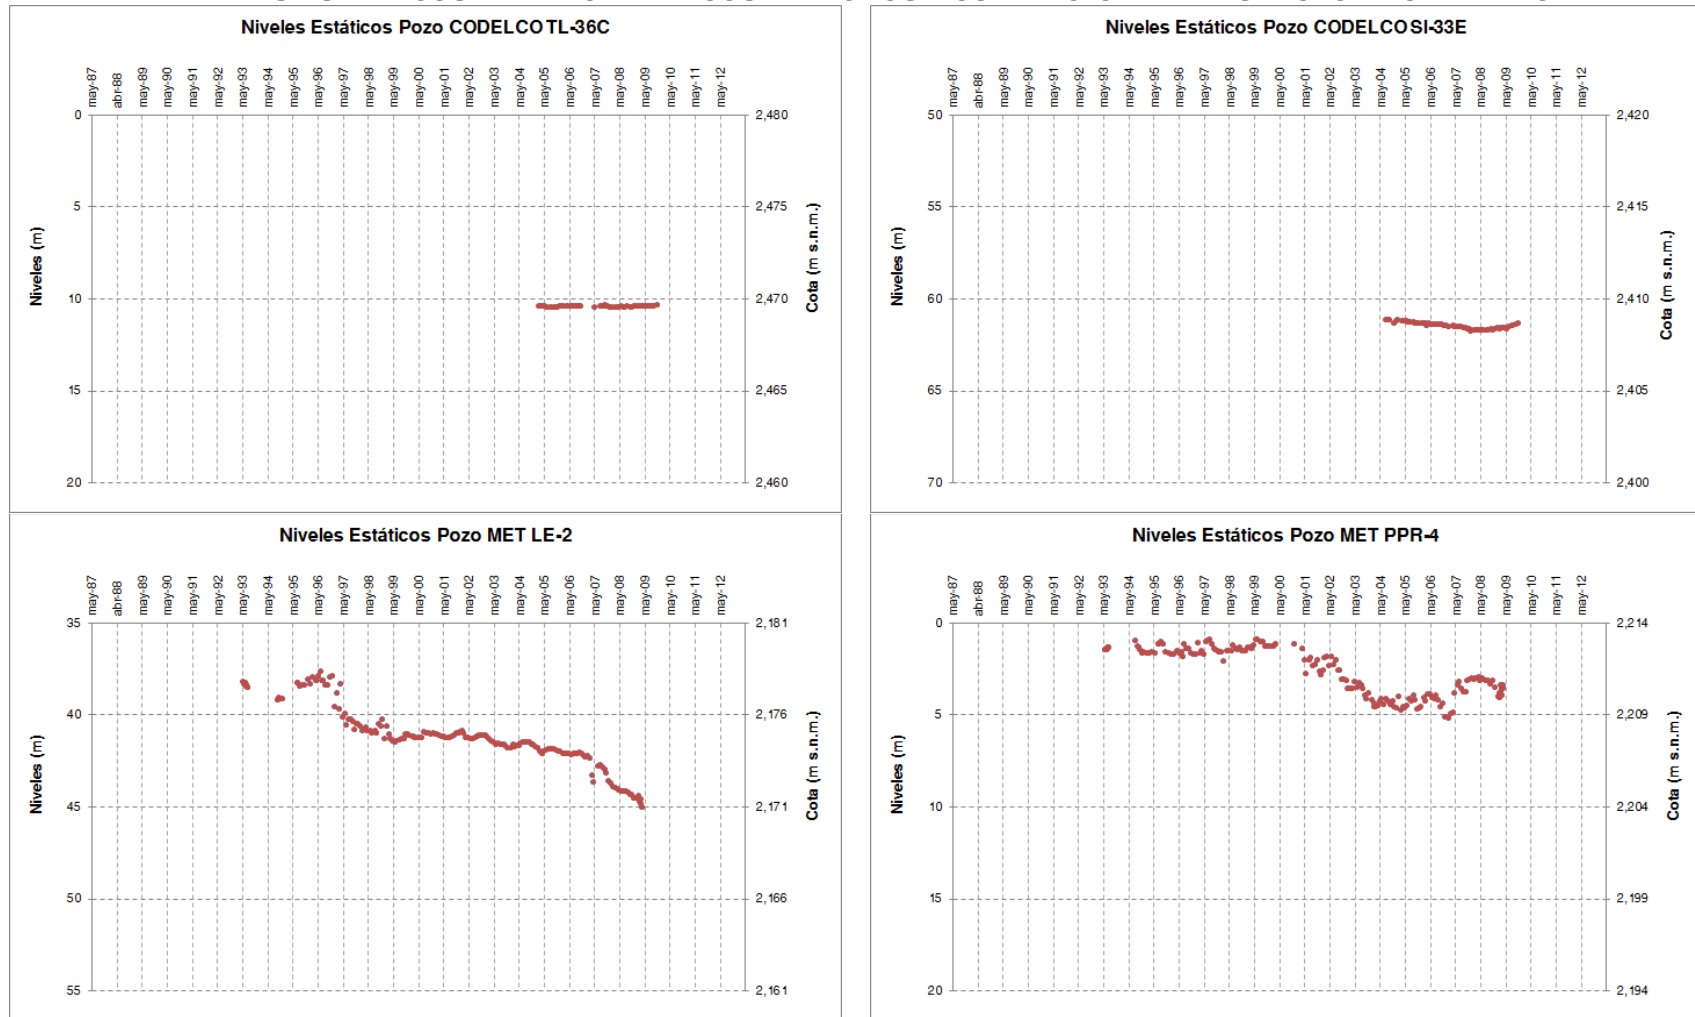 Niveles Estáticos Pozo CODELCO TL-36C
may-87 abr-88 may-89 may-90 may-91 may-92 may-93 may-94 may-95 may-96 may-97 may-98 may-99 may-00 may-01 may-02 may-03 may-04 may-05 may-06 may-07 may-08 may-09 may-10 may-11 may-12
0 2,480
5 2,475
10 2,470
15 2,465
20 2,460
Niveles (m)
Cota (m s.n.m.)
Niveles Estáticos Pozo CODELCO SI-33E
may-87 abr-88 may-89 may-90 may-91 may-92 may-93 may-94 may-95 may-96 may-97 may-98 may-99 may-00 may-01 may-02 may-03 may-04 may-05 may-06 may-07 may-08 may-09 may-10 may-11 may-12
50 2,420
55 2,415
60 2,410
65 2,405
70 2,400
Niveles (m)
Cota (m s.n.m.)
Niveles Estáticos Pozo MET LE-2
may-87 abr-88 may-89 may-90 may-91 may-92 may-93 may-94 may-95 may-96 may-97 may-98 may-99 may-00 may-01 may-02 may-03 may-04 may-05 may-06 may-07 may-08 may-09 may-10 may-11 may-12
35 2,181
40 2,176
45 2,171
50 2,166
55 2,161
Niveles (m)
Cota (m s.n.m.)
Niveles Estáticos Pozo MET PPR-4
may-87 abr-88 may-89 may-90 may-91 may-92 may-93 may-94 may-95 may-96 may-97 may-98 may-99 may-00 may-01 may-02 may-03 may-04 may-05 may-06 may-07 may-08 may-09 may-10 may-11 may-12
0 2,214
5 2,209
10 2,204
15 2,199
20 2,194
Niveles (m)
Cota (m s.n.m.)